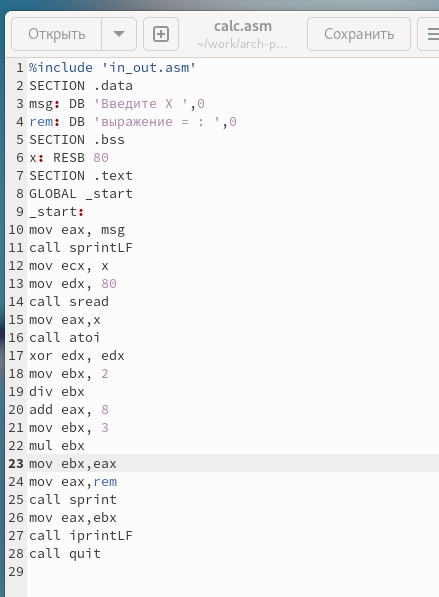 Открыть
calc.asm
~/work/arch-p...
Сохранить
1 %include 'in_out.asm'
2 SECTION .data
3 msg: DB 'Введите X ',0
4 rem: DB 'выражение = : ',0
5 SECTION .bss
6 x: RESB 80
7 SECTION .text
8 GLOBAL _start
9 _start:
10 mov eax, msg
11 call sprintLF
12 mov ecx, x
13 mov edx, 80
14 call sread
15 mov eax,x
16 call atoi
17 xor edx, edx
18 mov ebx, 2
19 div ebx
20 add eax, 8
21 mov ebx, 3
22 mul ebx
23 mov ebx,eax
24 mov eax,rem
25 call sprint
26 mov eax,ebx
27 call iprintLF
28 call quit
29